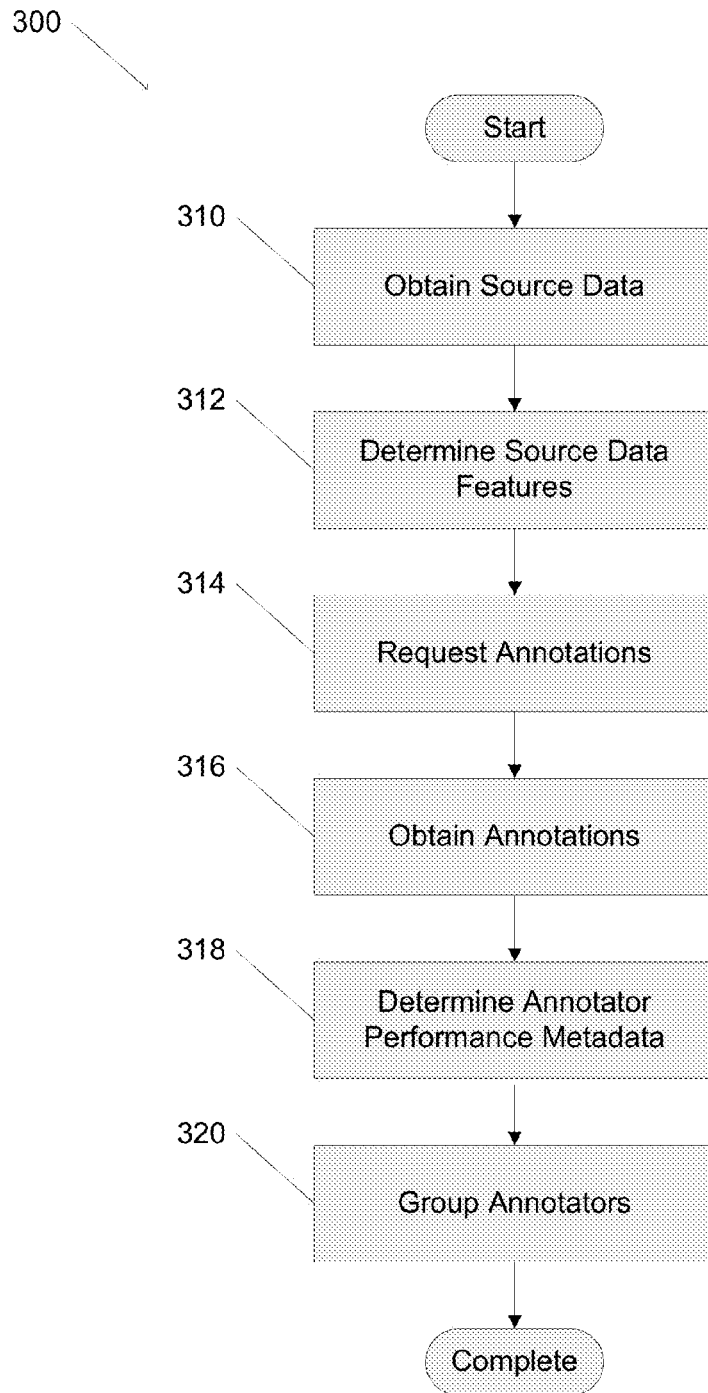 300
Start
310
Obtain Source Data
312
Determine Source Data
Features
314
Request Annotations
316
Obtain Annotations
318
Determine Annotator
Performance Metadata
320
Group Annotators
Complete